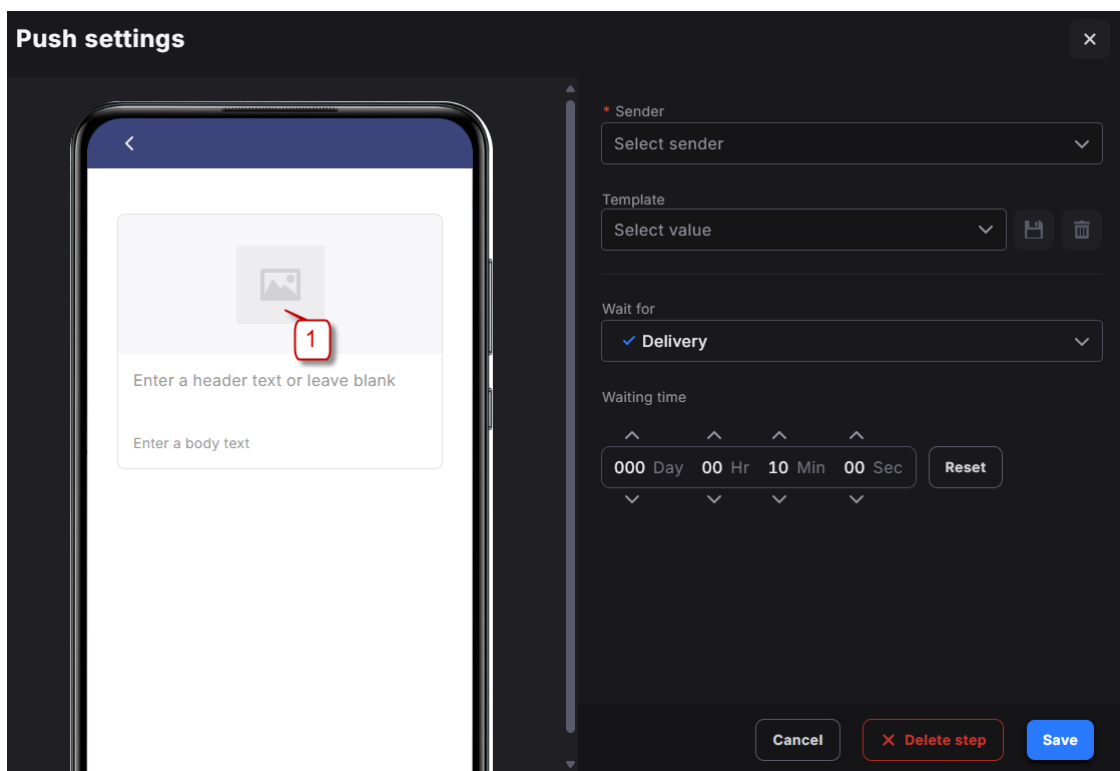 Push settings
1
Enter a header text or leave blank
Enter a body text
* Sender
Select sender
Template
Select value
Wait for
Delivery
Waiting time
000 Day 00 Hr 10 Min 00 Sec Reset
Cancel Delete step Save